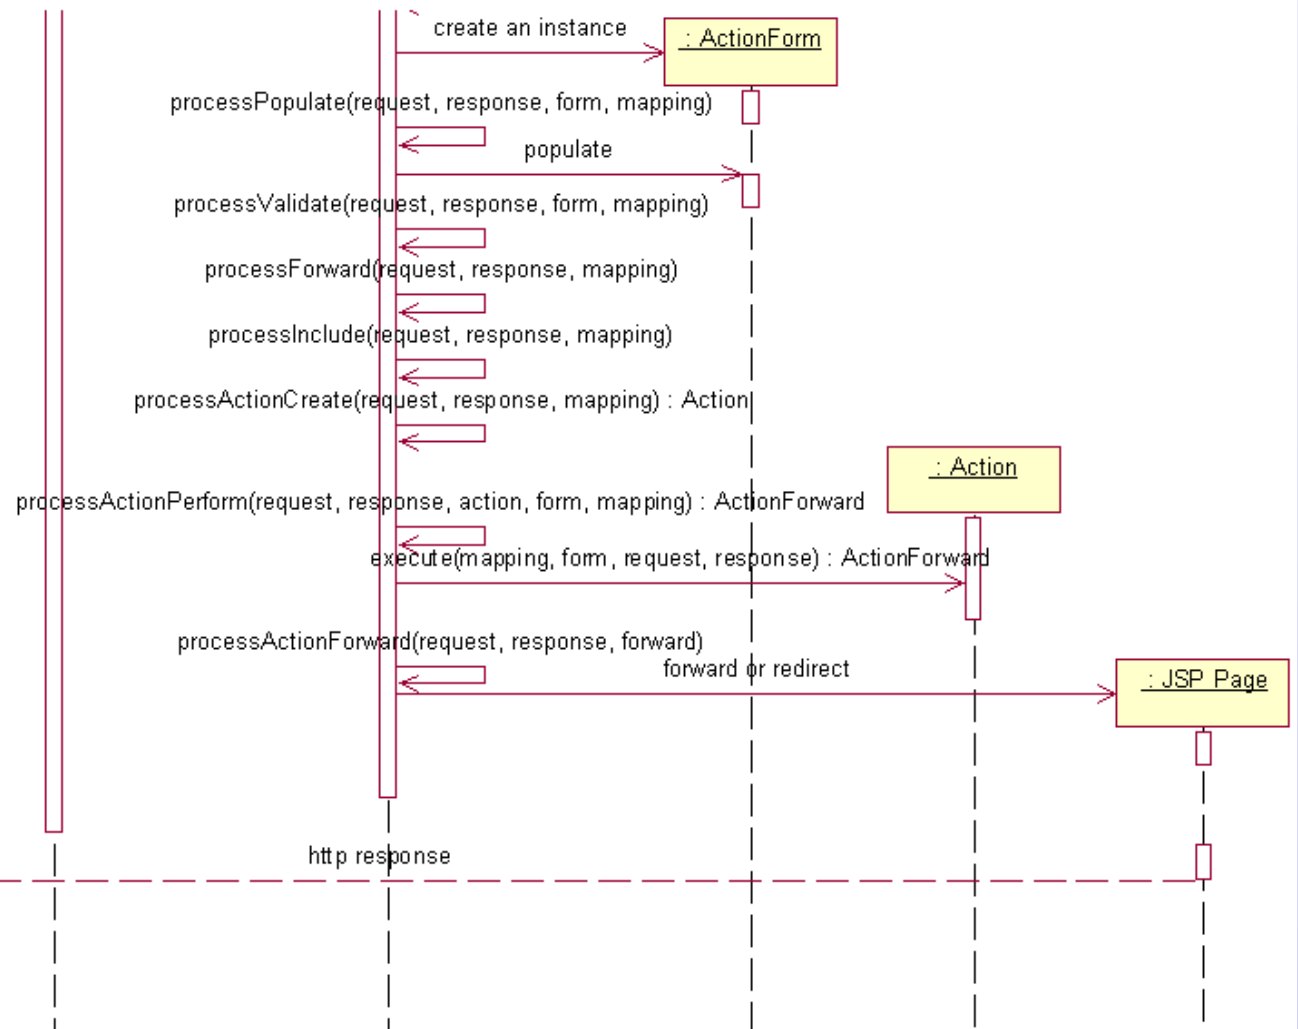 create an instance
: ActionForm
processPopulate(request, response, form, mapping)
populate
processValidate(request, response, form, mapping)
processForward(request, response, mapping)
processInclude(request, response, mapping)
processActionCreate(request, response, mapping) : Action
: Action
processActionPerform(request, response, action, form, mapping) : ActionForward
execute(mapping, form, request, response) : ActionForward
processActionForward(request, response, forward)
forward or redirect
: JSP Page
http response